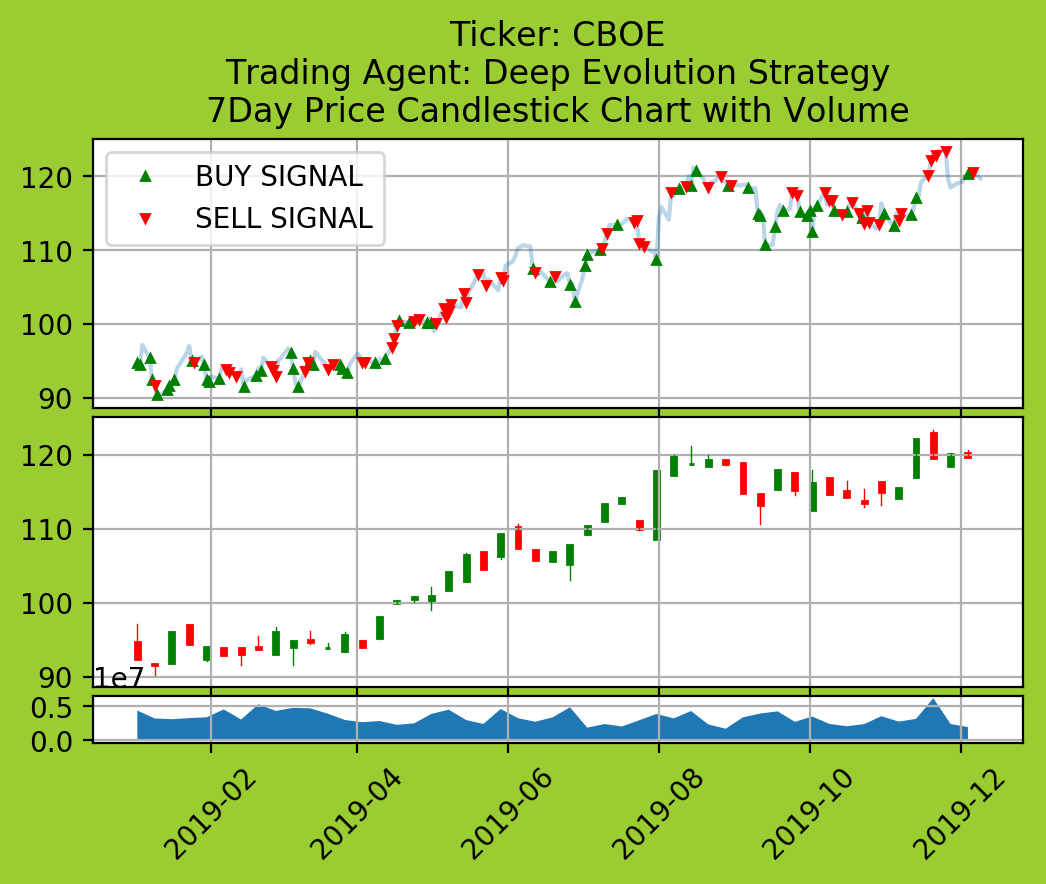 Ticker: CBOE
Trading Agent: Deep Evolution Strategy
7Day Price Candlestick Chart with Volume
BUY SIGNAL
SELL SIGNAL
120
110
100
90
120
110
100
90
1e7
0.5
0.0
2019-02
2019-04
2019-06
2019-08
2019-10
2019-12